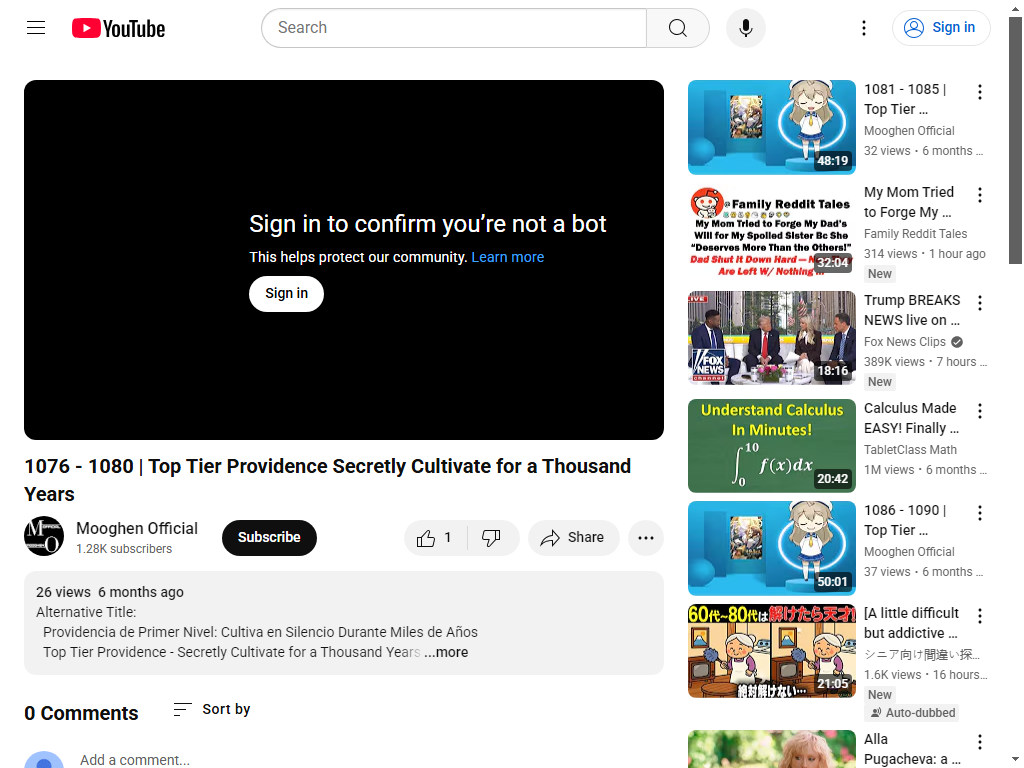 YouTube
Search
Sign in
Sign in to confirm you’re not a bot
This helps protect our community. Learn more
Sign in
1076 - 1080 | Top Tier Providence Secretly Cultivate for a Thousand
Years
Mooghen Official
1.28K subscribers
Subscribe
1
Share
26 views 6 months ago
Alternative Title:
Providencia de Primer Nivel: Cultiva en Silencio Durante Miles de Años
Top Tier Providence - Secretly Cultivate for a Thousand Years ...more
0 Comments
Sort by
Add a comment...
48:19
1081 - 1085 |
Top Tier ...
Mooghen Official
32 views • 6 months ...
Family Reddit Tales
My Mom Tried to Forge My Dad's
Will for My Spoiled Sister Bc She
“Deserves More Than the Others!”
Dad Shut It Down Hard —
Are Left W/ Nothing
32:04
My Mom Tried
to Forge My ...
Family Reddit Tales
314 views • 1 hour ago
New
LIVE
FOX
NEWS
channel
18:16
Trump BREAKS
NEWS live on ...
Fox News Clips
389K views • 7 hours ...
New
Understand Calculus
In Minutes!
∫₀¹⁰ f(x)dx
20:42
Calculus Made
EASY! Finally ...
TabletClass Math
1M views • 6 months ...
50:01
1086 - 1090 |
Top Tier ...
Mooghen Official
37 views • 6 months ...
60代~80代は解けたら天才!
絶対解けない…
21:05
[A little difficult
but addictive ...
シニア向け間違い探...
1.6K views • 16 hours...
New
Auto-dubbed
Alla
Pugacheva: a ...